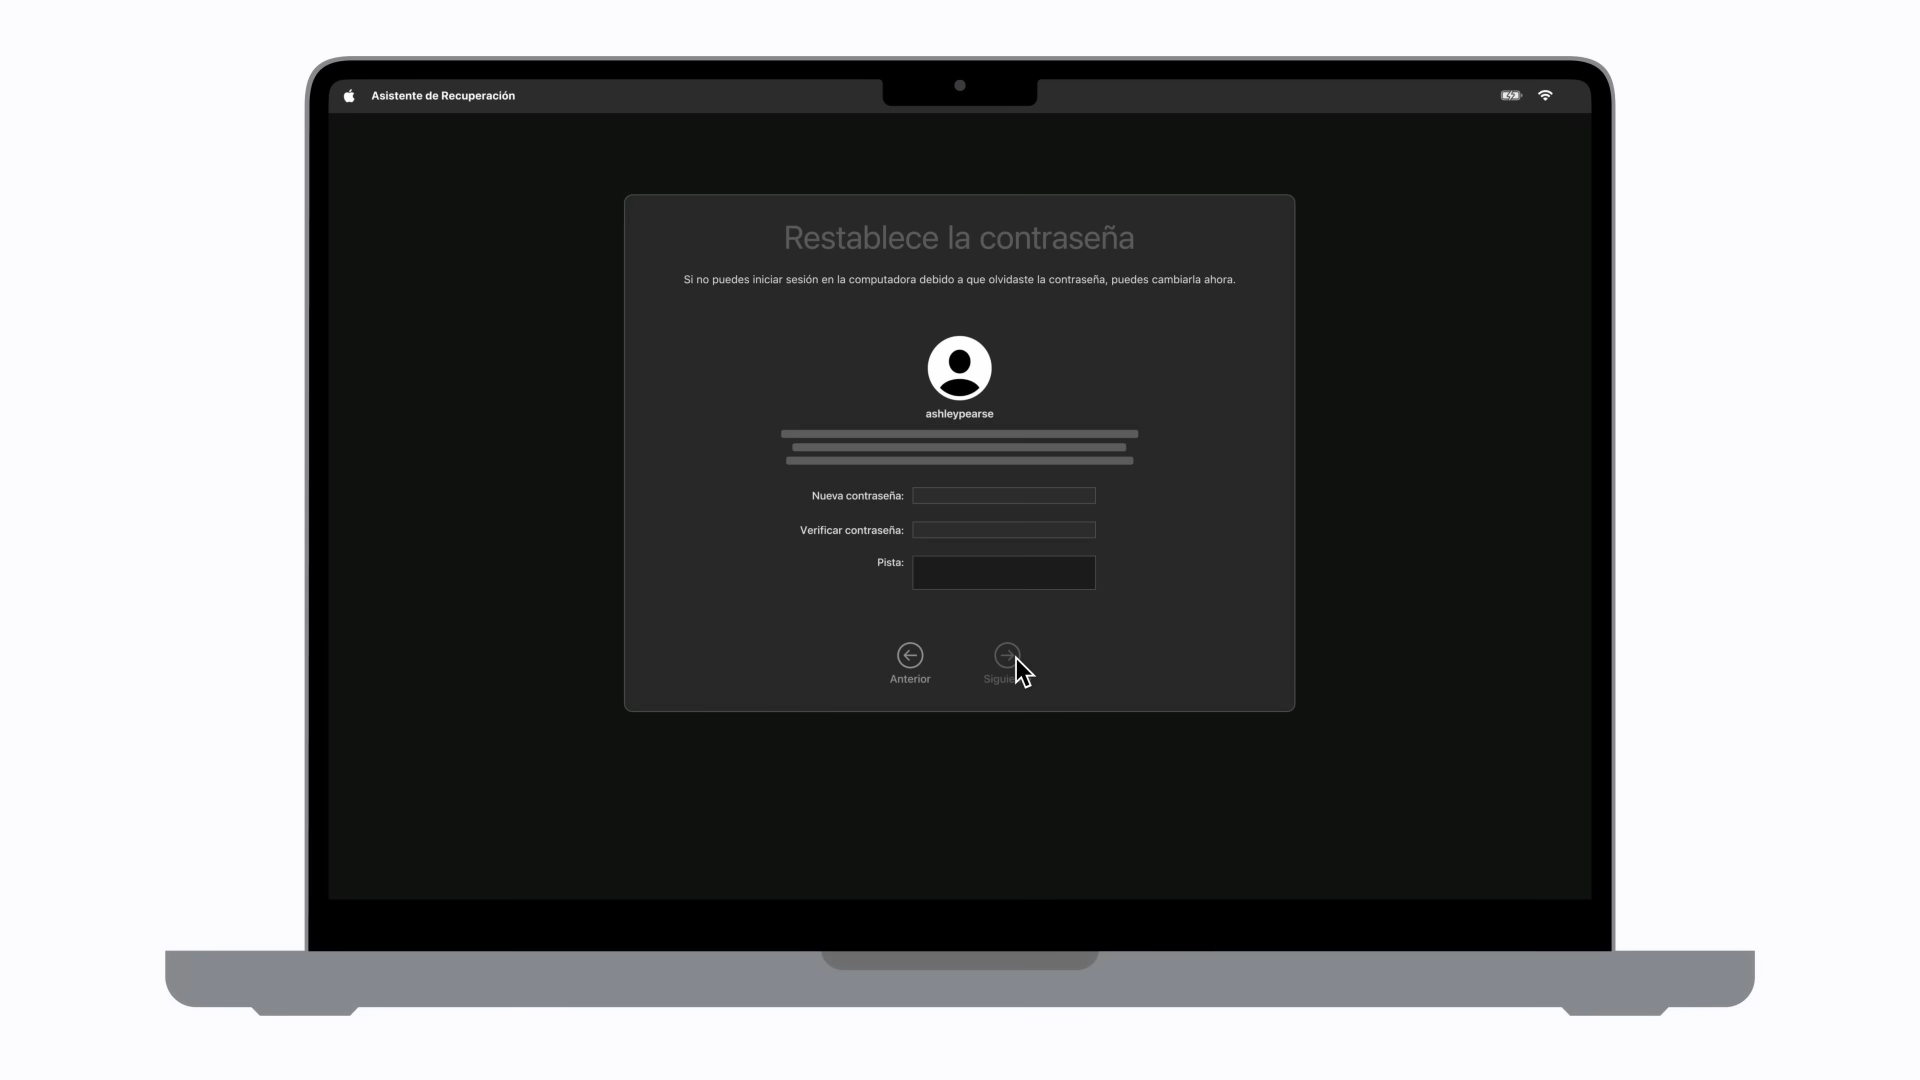 Asistente de Recuperación
Restablece la contraseña
Si no puedes iniciar sesión en la computadora debido a que olvidaste la contraseña, puedes cambiarla ahora.
ashleypearse
Nueva contraseña:
Verificar contraseña:
Pista:
Anterior